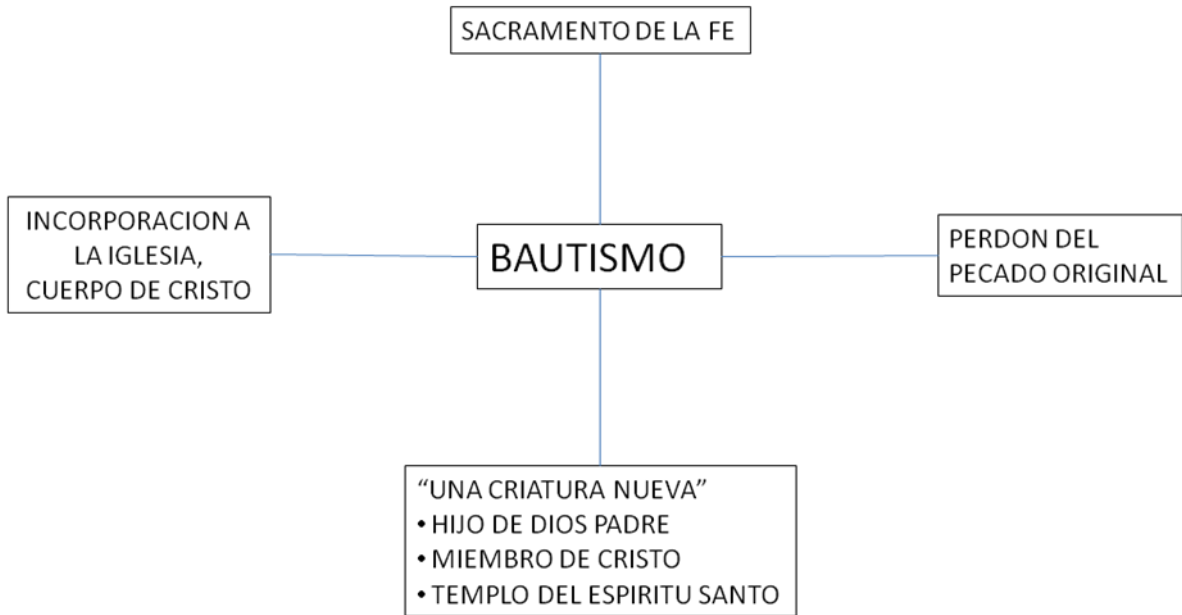 SACRAMENTO DE LA FE
INCORPORACION A
LA IGLESIA,
CUERPO DE CRISTO
BAUTISMO
PERDON DEL
PECADO ORIGINAL
“UNA CRIATURA NUEVA”
• HIJO DE DIOS PADRE
• MIEMBRO DE CRISTO
• TEMPLO DEL ESPIRITU SANTO